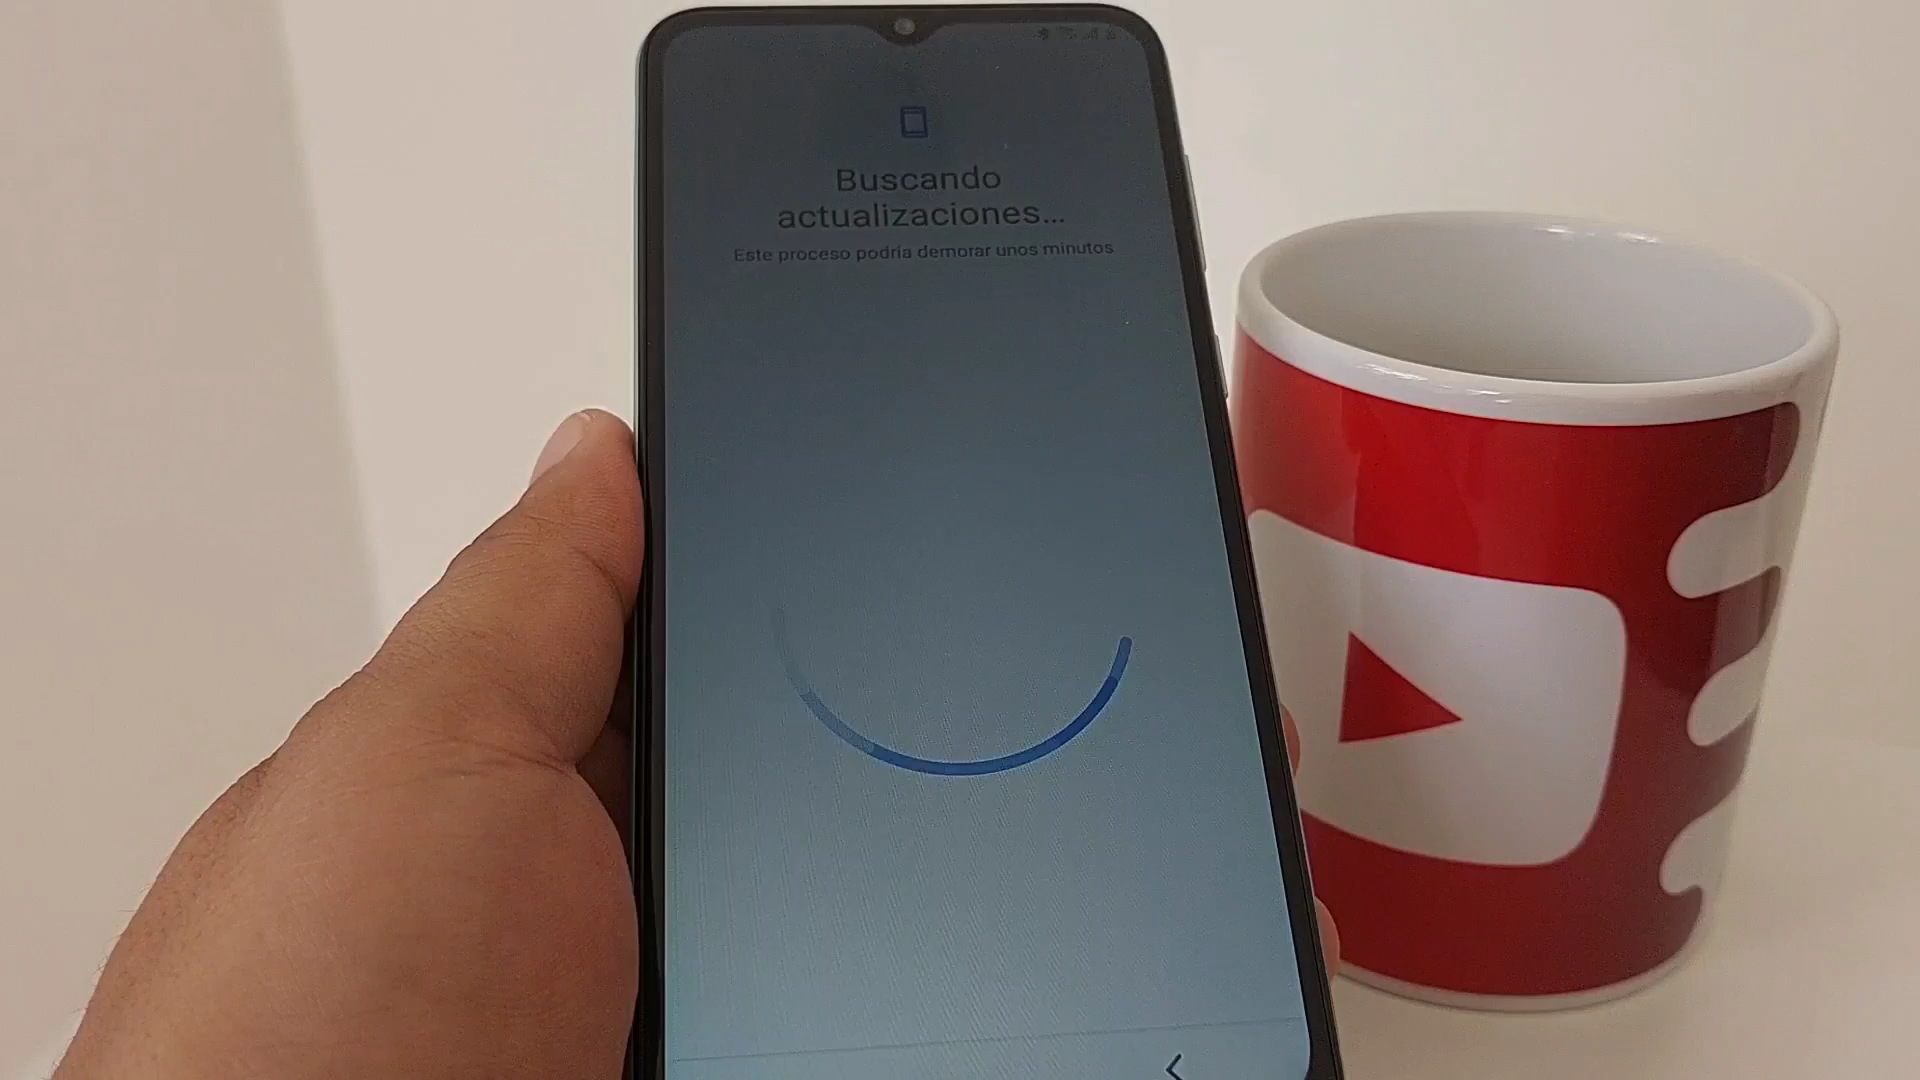 Buscando
actualizaciones...
Este proceso podría demorar unos minutos